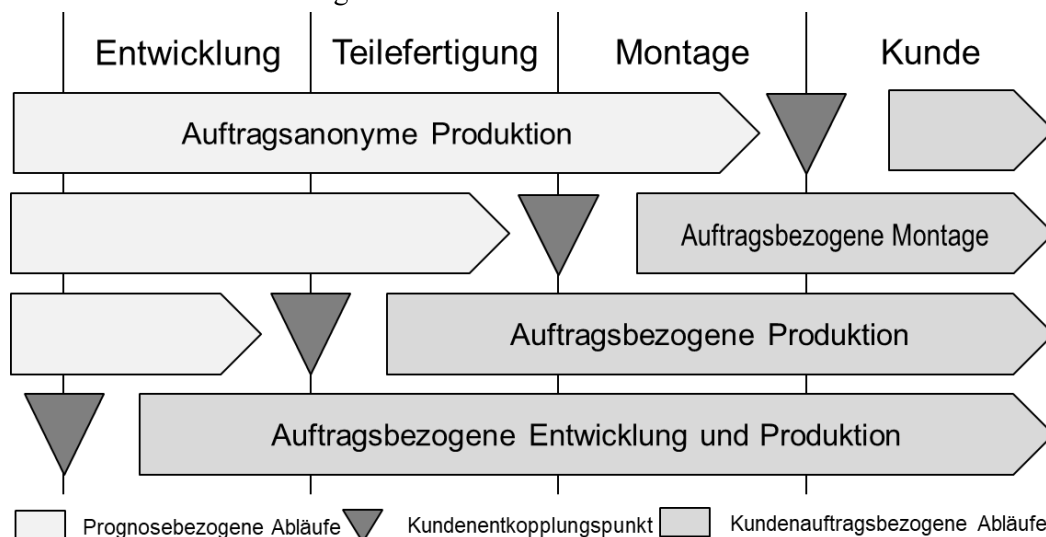 Entwicklung Teilefertigung Montage Kunde
Auftragsanonyme Produktion
Auftragsbezogene Montage
Auftragsbezogene Produktion
Auftragsbezogene Entwicklung und Produktion
Prognosebezogene Abläufe Kundenentkopplungspunkt Kundenauftragsbezogene Abläufe